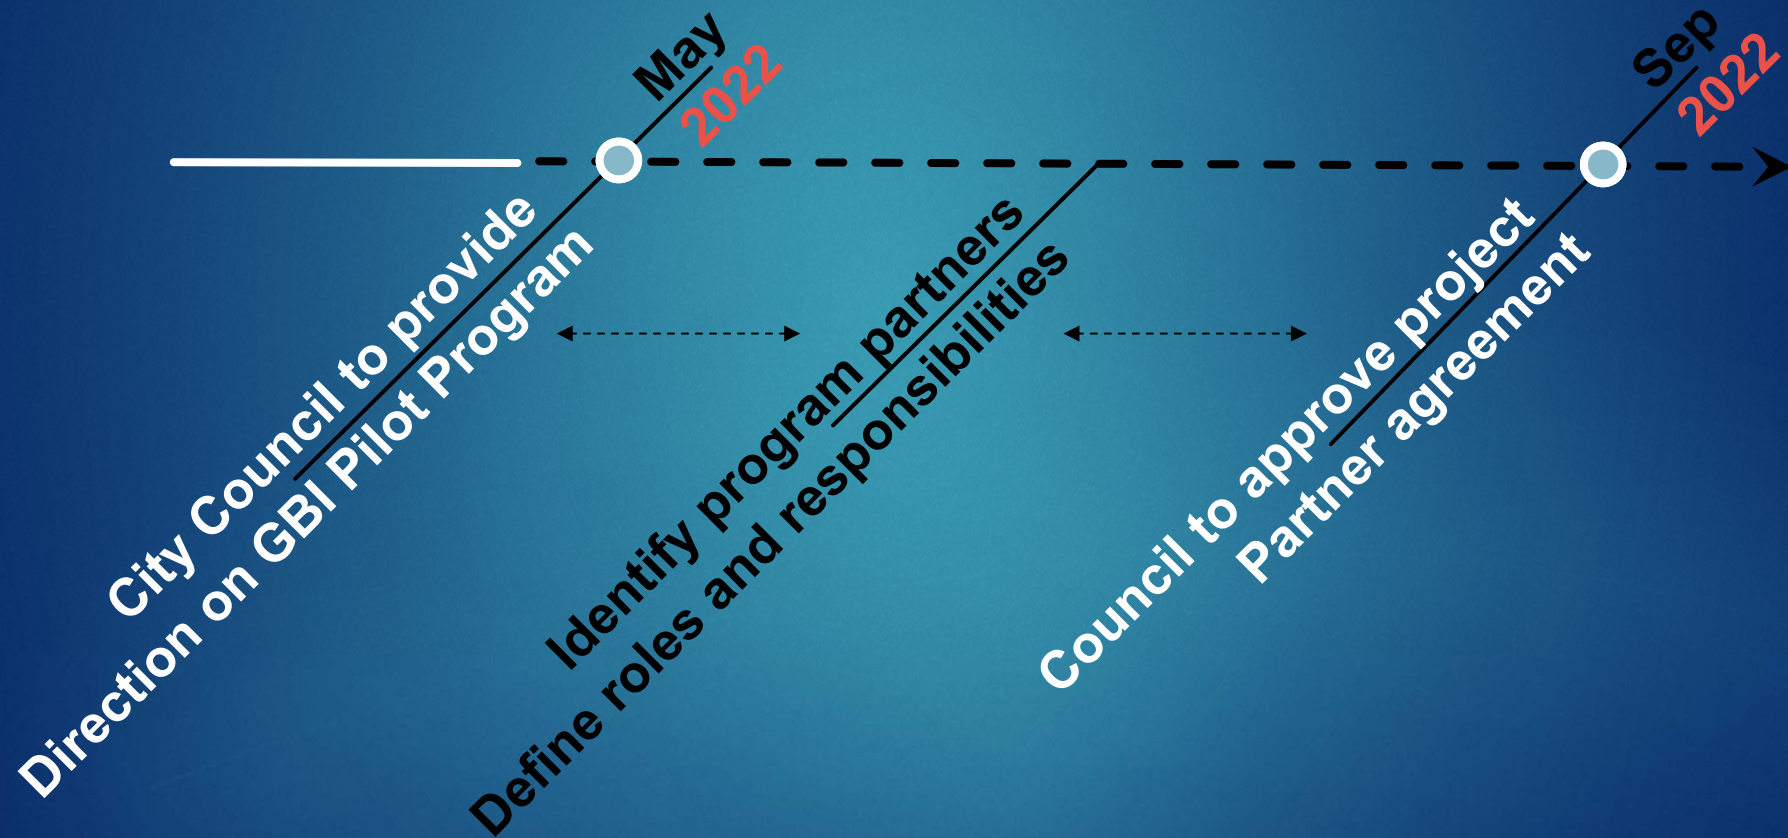 May
2022
City Council to provide
Direction on GBI Pilot Program
Identify program partners
Define roles and responsibilities
Sep
2022
Council to approve project
Partner agreement